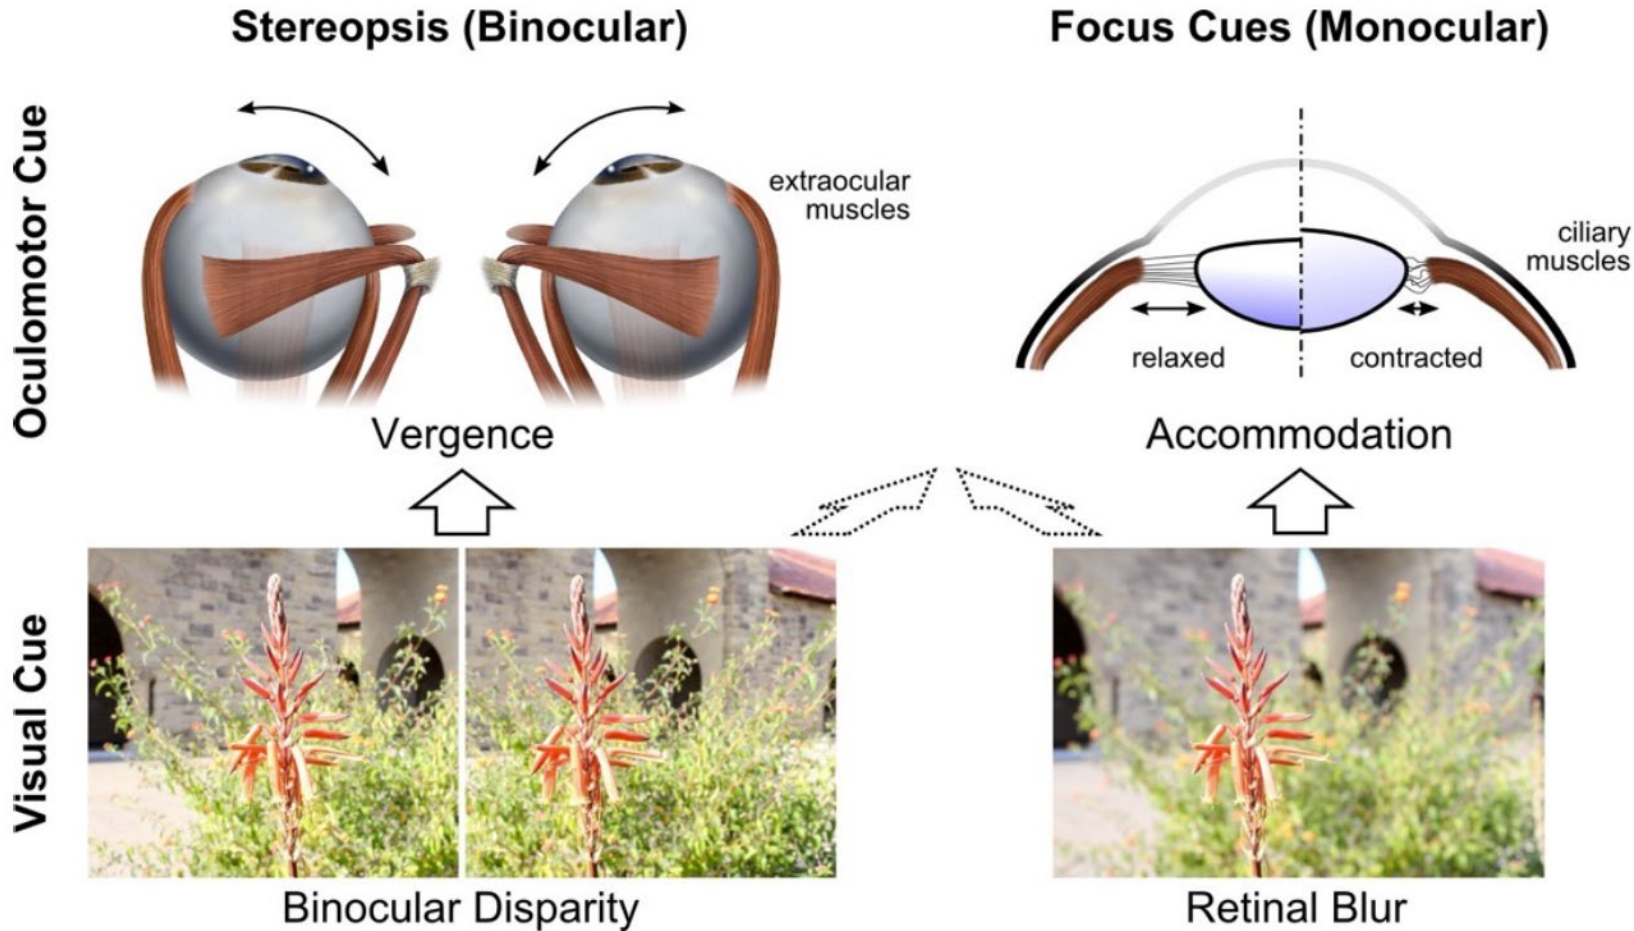 Stereopsis (Binocular)
Focus Cues (Monocular)
Oculomotor Cue
extraocular
muscles
ciliary
muscles
relaxed
contracted
Vergence
Accommodation
Visual Cue
Binocular Disparity
Retinal Blur